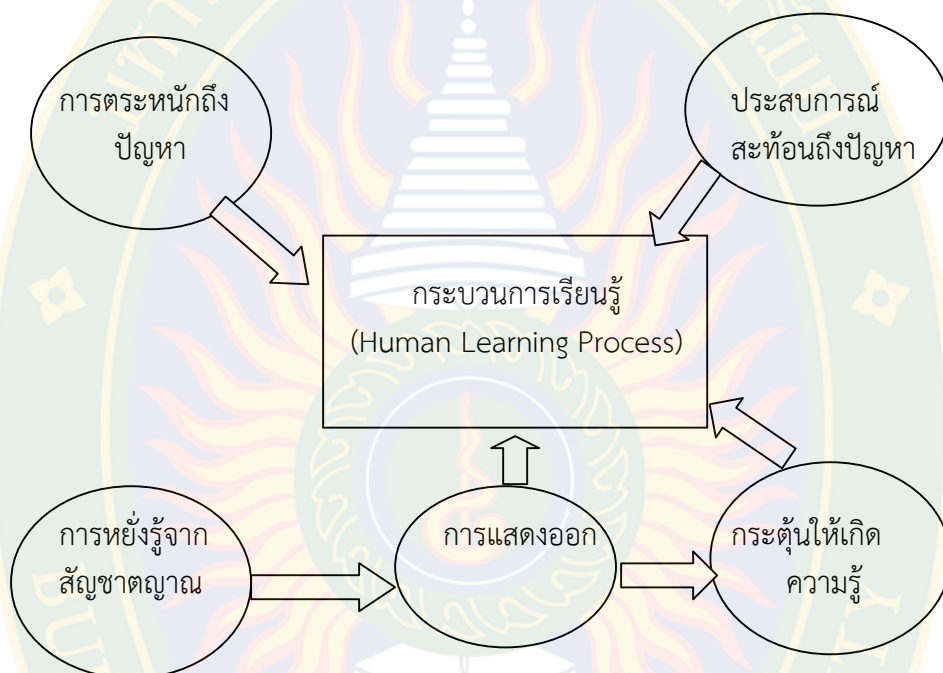 การตระหนักถึง
ปัญหา
ประสบการณ์
สะท้อนถึงปัญหา
กระบวนการเรียนรู้
(Human Learning Process)
การหยั่งรู้จาก
สัญชาตญาณ
การแสดงออก
กระตุ้นให้เกิด
ความรู้